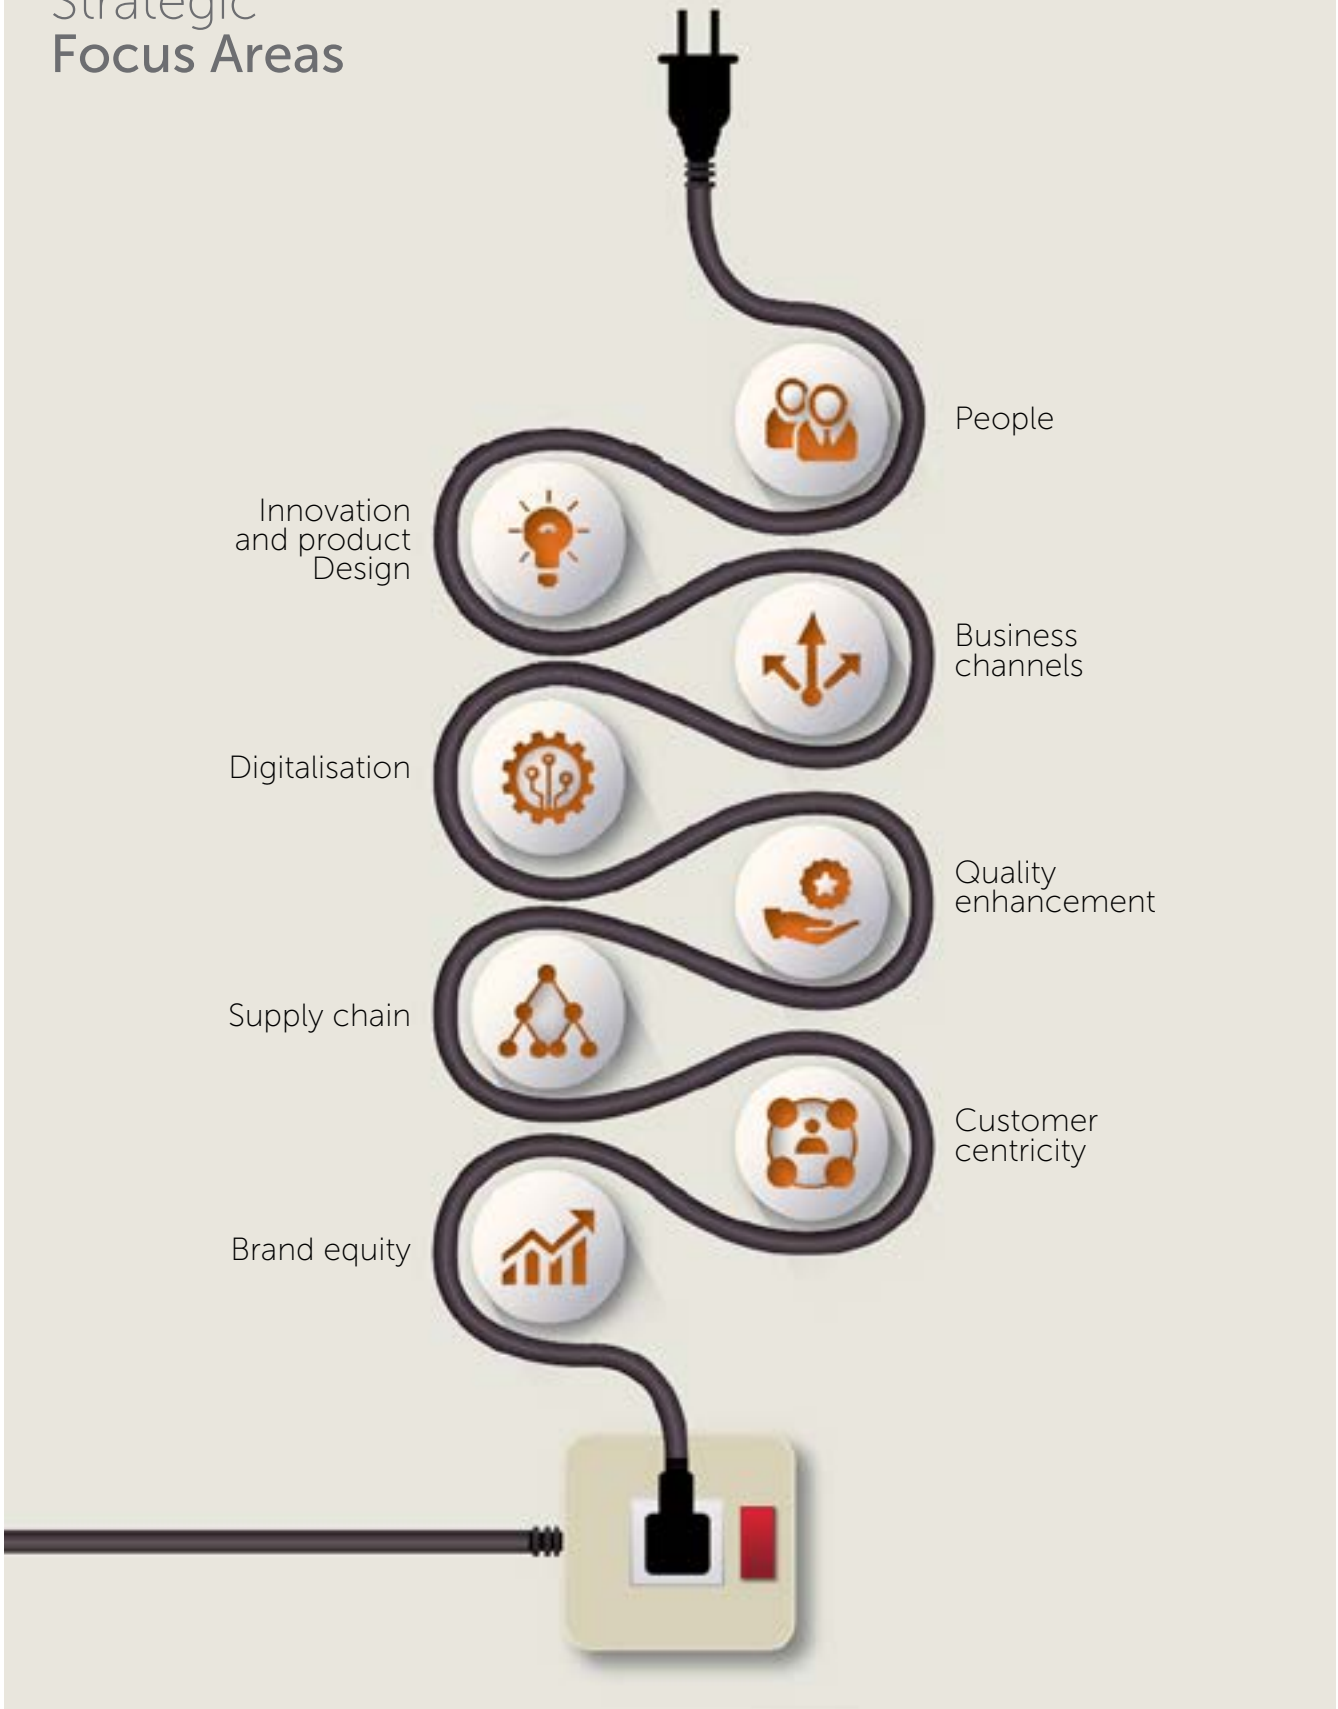 Strategic
Focus Areas
People
Innovation
and product
Design
Business
channels
Digitalisation
Quality
enhancement
Supply chain
Customer
centricity
Brand equity